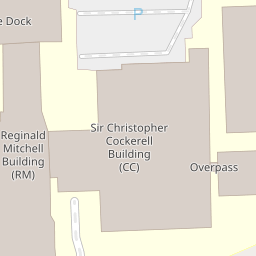 e Dock
P
Sir Christopher
Cockerell
Building
(CC)
Reginald
Mitchell
Building
(RM)
Overpass